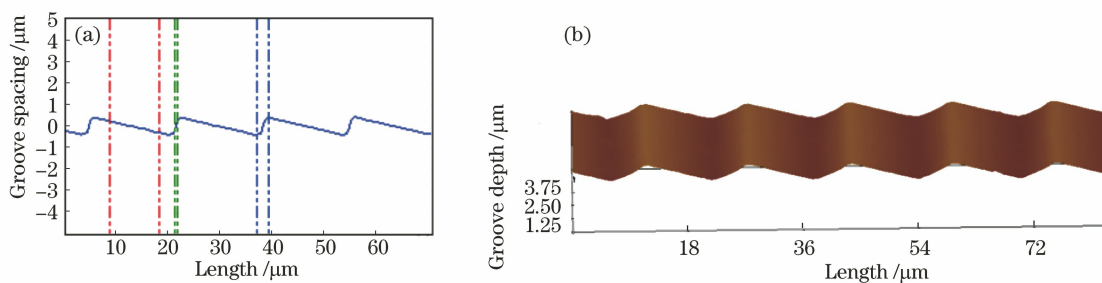 (a)
Groove spacing /μm
5
4
3
2
1
0
−1
−2
−3
−4
10 20 30 40 50 60
Length /μm
(b)
Groove depth /μm
3.75
2.50
1.25
18 36 54 72
Length /μm